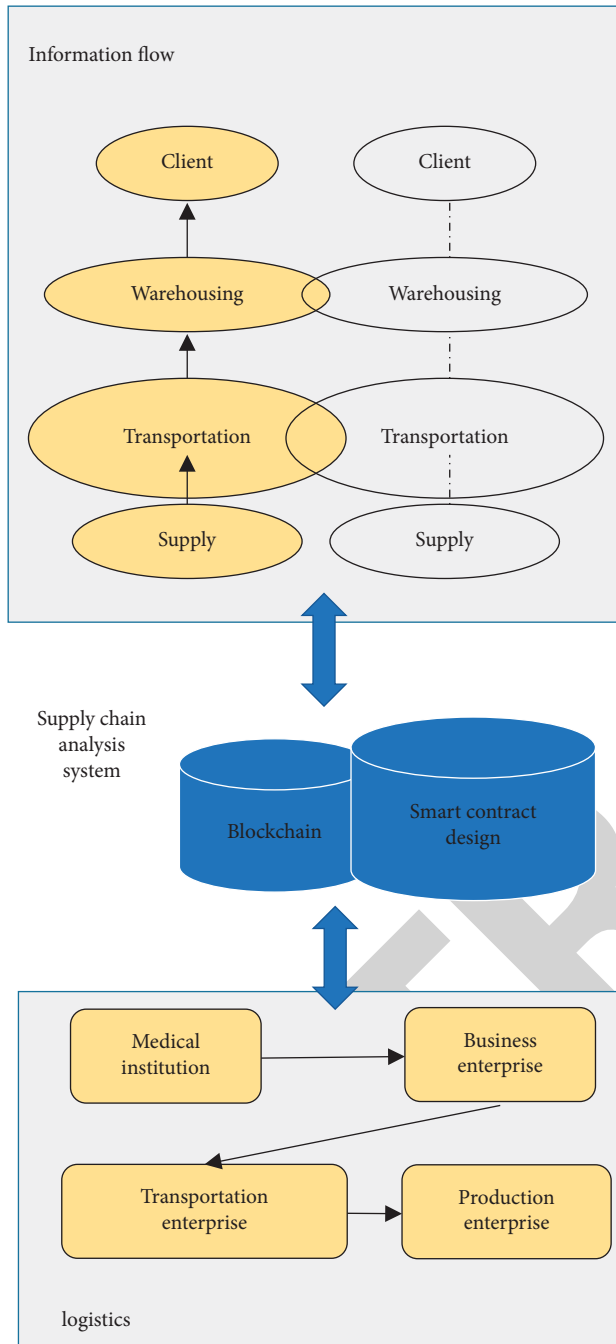 Information flow
Client
Client
Warehousing
Warehousing
Transportation
Transportation
Supply
Supply
Supply chain
analysis
system
Blockchain
Smart contract
design
Medical
institution
Business
enterprise
Transportation
enterprise
Production
enterprise
logistics